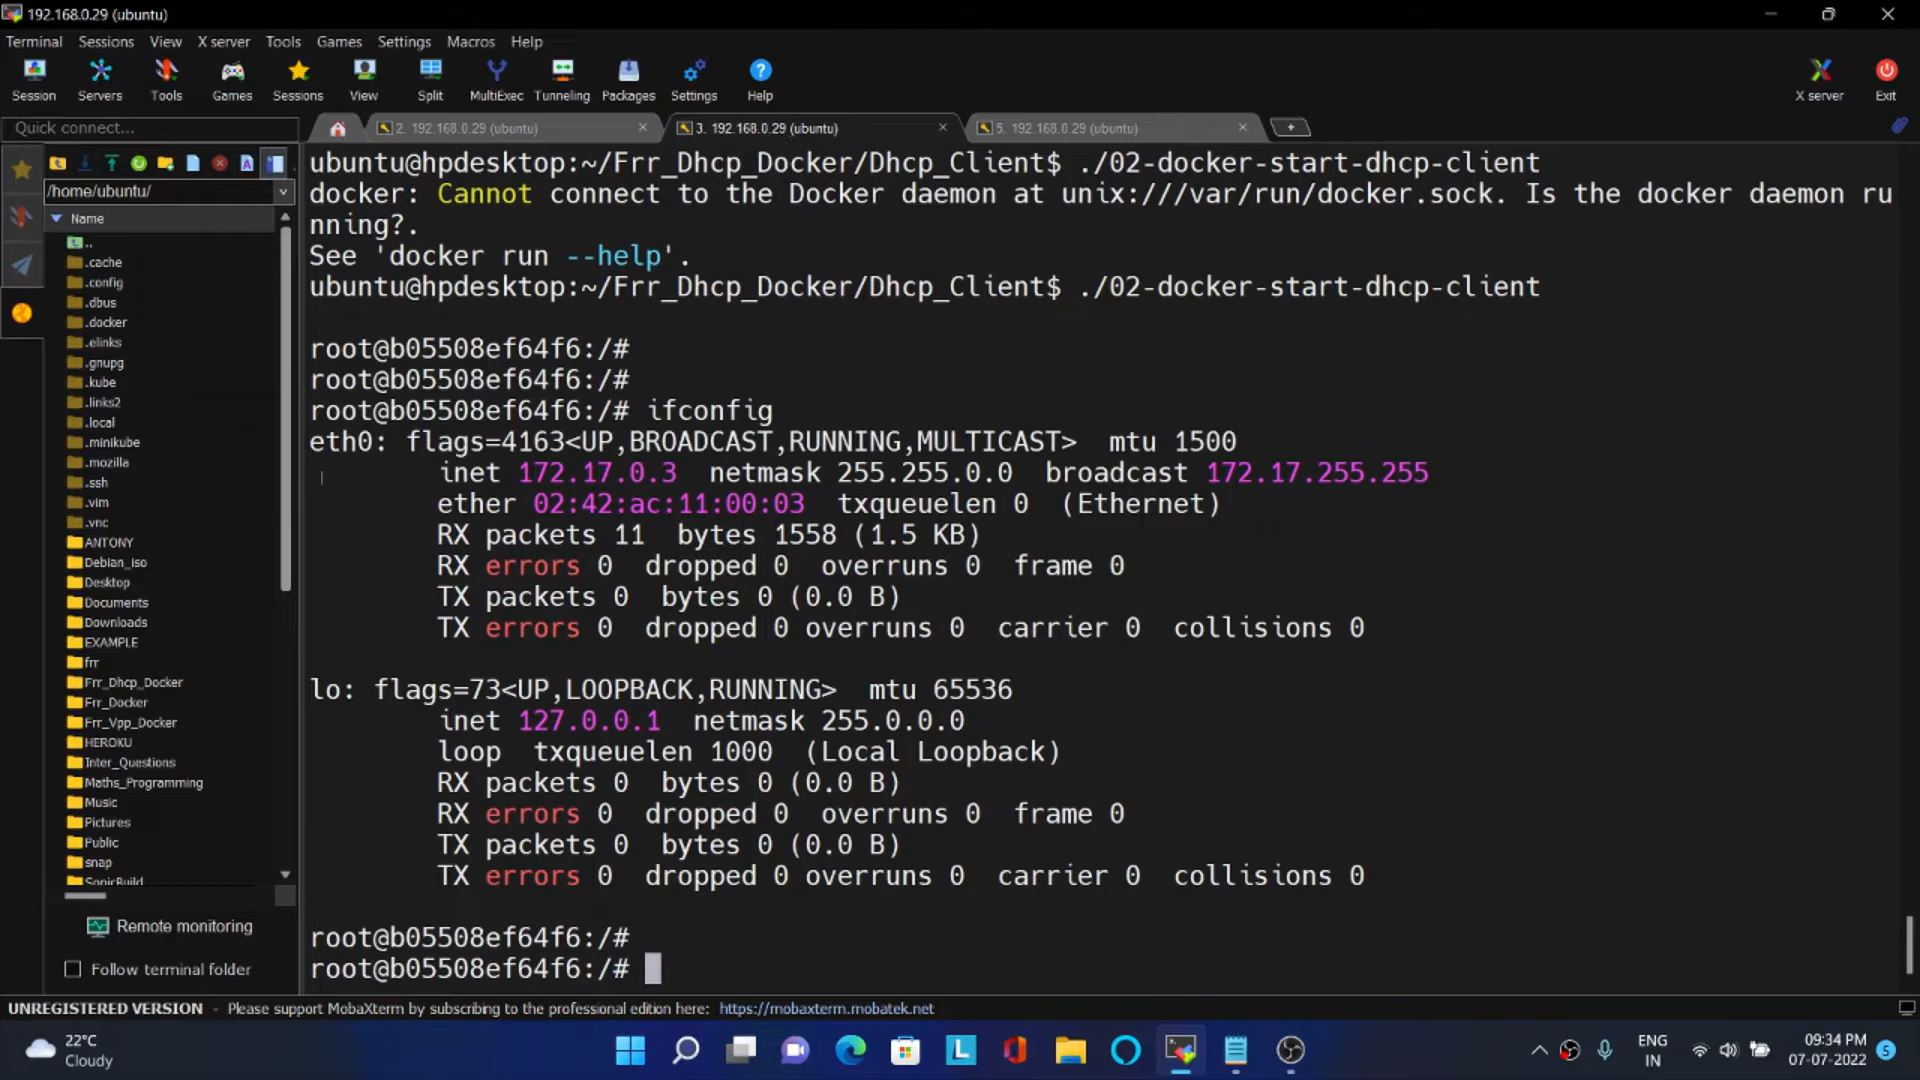 192.168.0.29 (ubuntu)
Terminal Sessions View X server Tools Games Settings Macros Help
Session Servers Tools Games Sessions View Split MultiExec Tunneling Packages Settings Help X server Exit
Quick connect...
2. 192.168.0.29 (ubuntu)
3. 192.168.0.29 (ubuntu)
5. 192.168.0.29 (ubuntu)
/home/ubuntu/
Name
..
.cache
.config
.dbus
.docker
.elinks
.gnupg
.kube
.links2
.local
.minikube
.mozilla
.ssh
.vim
.vnc
ANTONY
Debian_iso
Desktop
Documents
Downloads
EXAMPLE
frr
Frr_Dhcp_Docker
Frr_Docker
Frr_Vpp_Docker
HEROKU
Inter_Questions
Maths_Programming
Music
Pictures
Public
snap
SonicBuild
Remote monitoring
Follow terminal folder
ubuntu@hpdesktop:~/Frr_Dhcp_Docker/Dhcp_Client$ ./02-docker-start-dhcp-client
docker: Cannot connect to the Docker daemon at unix:///var/run/docker.sock. Is the docker daemon ru
nning?.
See 'docker run --help'.
ubuntu@hpdesktop:~/Frr_Dhcp_Docker/Dhcp_Client$ ./02-docker-start-dhcp-client
root@b05508ef64f6:/#
root@b05508ef64f6:/#
root@b05508ef64f6:/# ifconfig
eth0: flags=4163<UP,BROADCAST,RUNNING,MULTICAST>  mtu 1500
inet 172.17.0.3  netmask 255.255.0.0  broadcast 172.17.255.255
ether 02:42:ac:11:00:03  txqueuelen 0  (Ethernet)
RX packets 11  bytes 1558 (1.5 KB)
RX errors 0  dropped 0  overruns 0  frame 0
TX packets 0  bytes 0 (0.0 B)
TX errors 0  dropped 0 overruns 0  carrier 0  collisions 0
lo: flags=73<UP,LOOPBACK,RUNNING>  mtu 65536
inet 127.0.0.1  netmask 255.0.0.0
loop  txqueuelen 1000  (Local Loopback)
RX packets 0  bytes 0 (0.0 B)
RX errors 0  dropped 0  overruns 0  frame 0
TX packets 0  bytes 0 (0.0 B)
TX errors 0  dropped 0 overruns 0  carrier 0  collisions 0
root@b05508ef64f6:/#
root@b05508ef64f6:/#
UNREGISTERED VERSION - Please support MobaXterm by subscribing to the professional edition here: https://mobaxterm.mobatek.net
22°C
Cloudy
ENG
IN
09:34 PM
07-07-2022
5